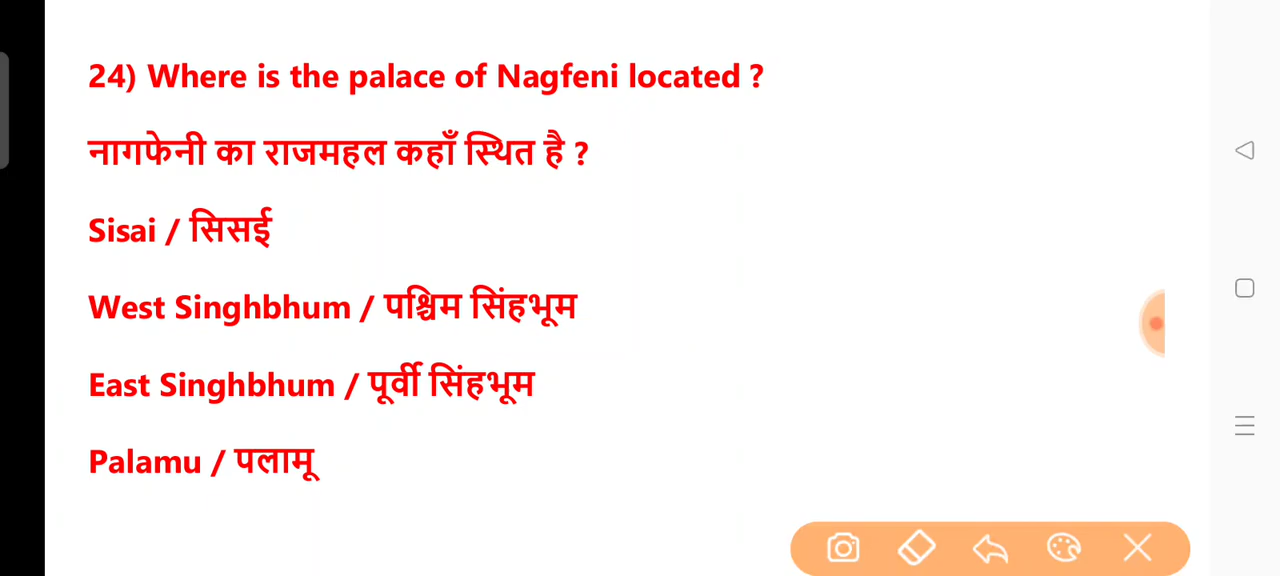 24) Where is the palace of Nagfeni located ?
नागफेनी का राजमहल कहाँ स्थित है ?
Sisai / सिसई
West Singhbhum / पश्चिम सिंहभूम
East Singhbhum / पूर्वी सिंहभूम
Palamu / पलामू